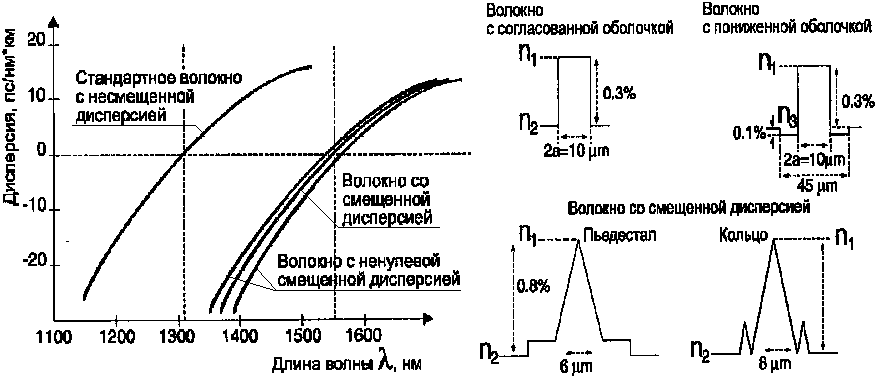 Дисперсия, пс/нм*км
20
10
0
-10
-20
1100
1200
1300
1400
1500
1600
Длина волны λ, нм
Стандартное волокно
с несмещенной
дисперсией
Волокно со
смещенной
дисперсией
Волокно с ненулевой
смещенной дисперсией
Волокно
с согласованной оболочкой
n1
0.3%
n2
2a=10 μm
Волокно
с пониженной оболочкой
n1
n3
0.3%
0.1%
2a=10μm
45 μm
Волокно со смещенной дисперсией
n1
Пьедестал
0.8%
n2
6 μm
Кольцо
n1
n2
8 μm